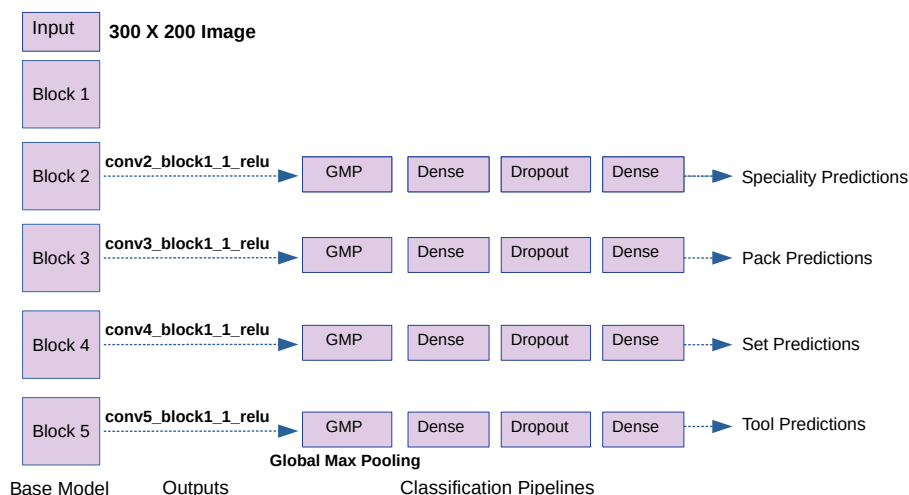 Input 300 X 200 Image
Block 1
Block 2 conv2_block1_1_relu GMP Dense Dropout Dense Speciality Predictions
Block 3 conv3_block1_1_relu GMP Dense Dropout Dense Pack Predictions
Block 4 conv4_block1_1_relu GMP Dense Dropout Dense Set Predictions
Block 5 conv5_block1_1_relu GMP Dense Dropout Dense Tool Predictions
Global Max Pooling
Base Model Outputs Classification Pipelines